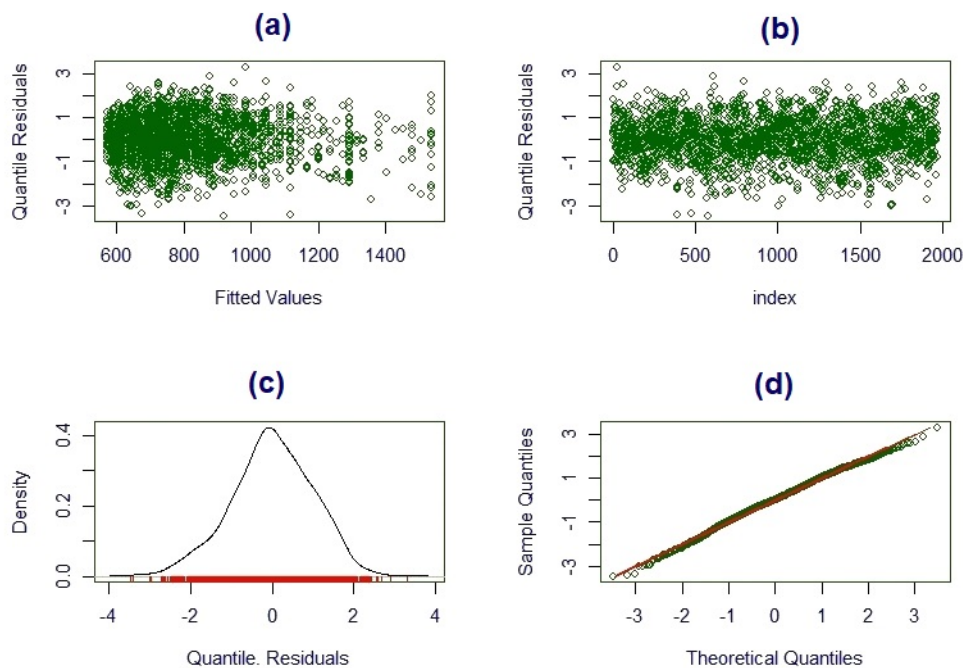 (a)
Quantile Residuals
3
1
-1
-3
600 800 1000 1200 1400
Fitted Values
(b)
Quantile Residuals
3
1
-1
-3
0 500 1000 1500 2000
index
(c)
Density
0.4
0.2
0.0
-4 -2 0 2 4
Quantile. Residuals
(d)
Sample Quantiles
3
1
-1
-3
-3 -2 -1 0 1 2 3
Theoretical Quantiles